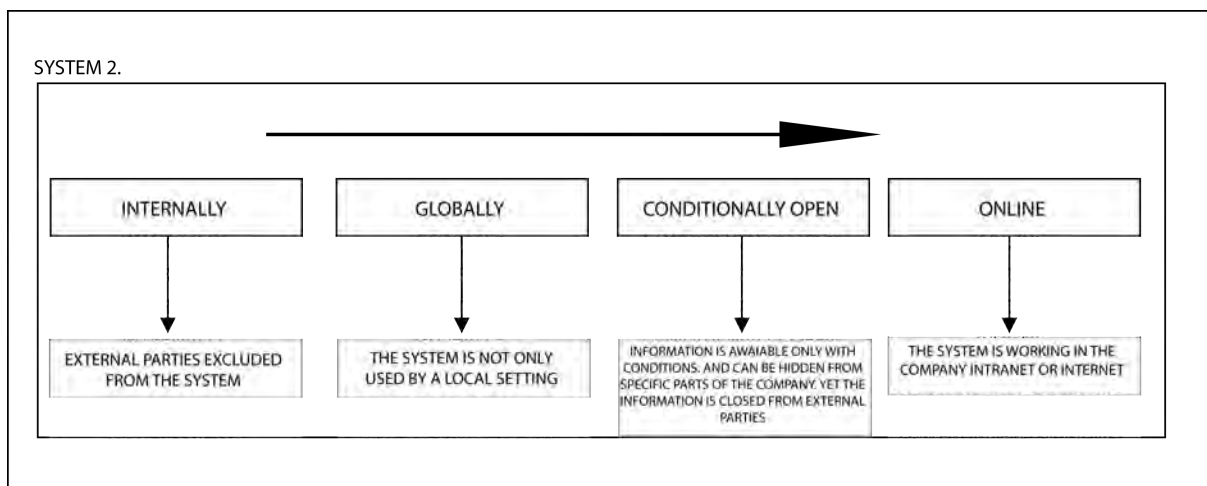 SYSTEM 2.
INTERNALLY
GLOBALLY
CONDITIONALLY OPEN
ONLINE
EXTERNAL PARTIES EXCLUDED
FROM THE SYSTEM
THE SYSTEM IS NOT ONLY
USED BY A LOCAL SETTING
INFORMATION IS AWAIABLE ONLY WITH
CONDITIONS. AND CAN BE HIDDEN FROM
SPECIFIC PARTS OF THE COMPANY. YET THE
INFORMATION IS CLOSED FROM EXTERNAL
PARTIES
THE SYSTEM IS WORKING IN THE
COMPANY INTRANET OR INTERNET